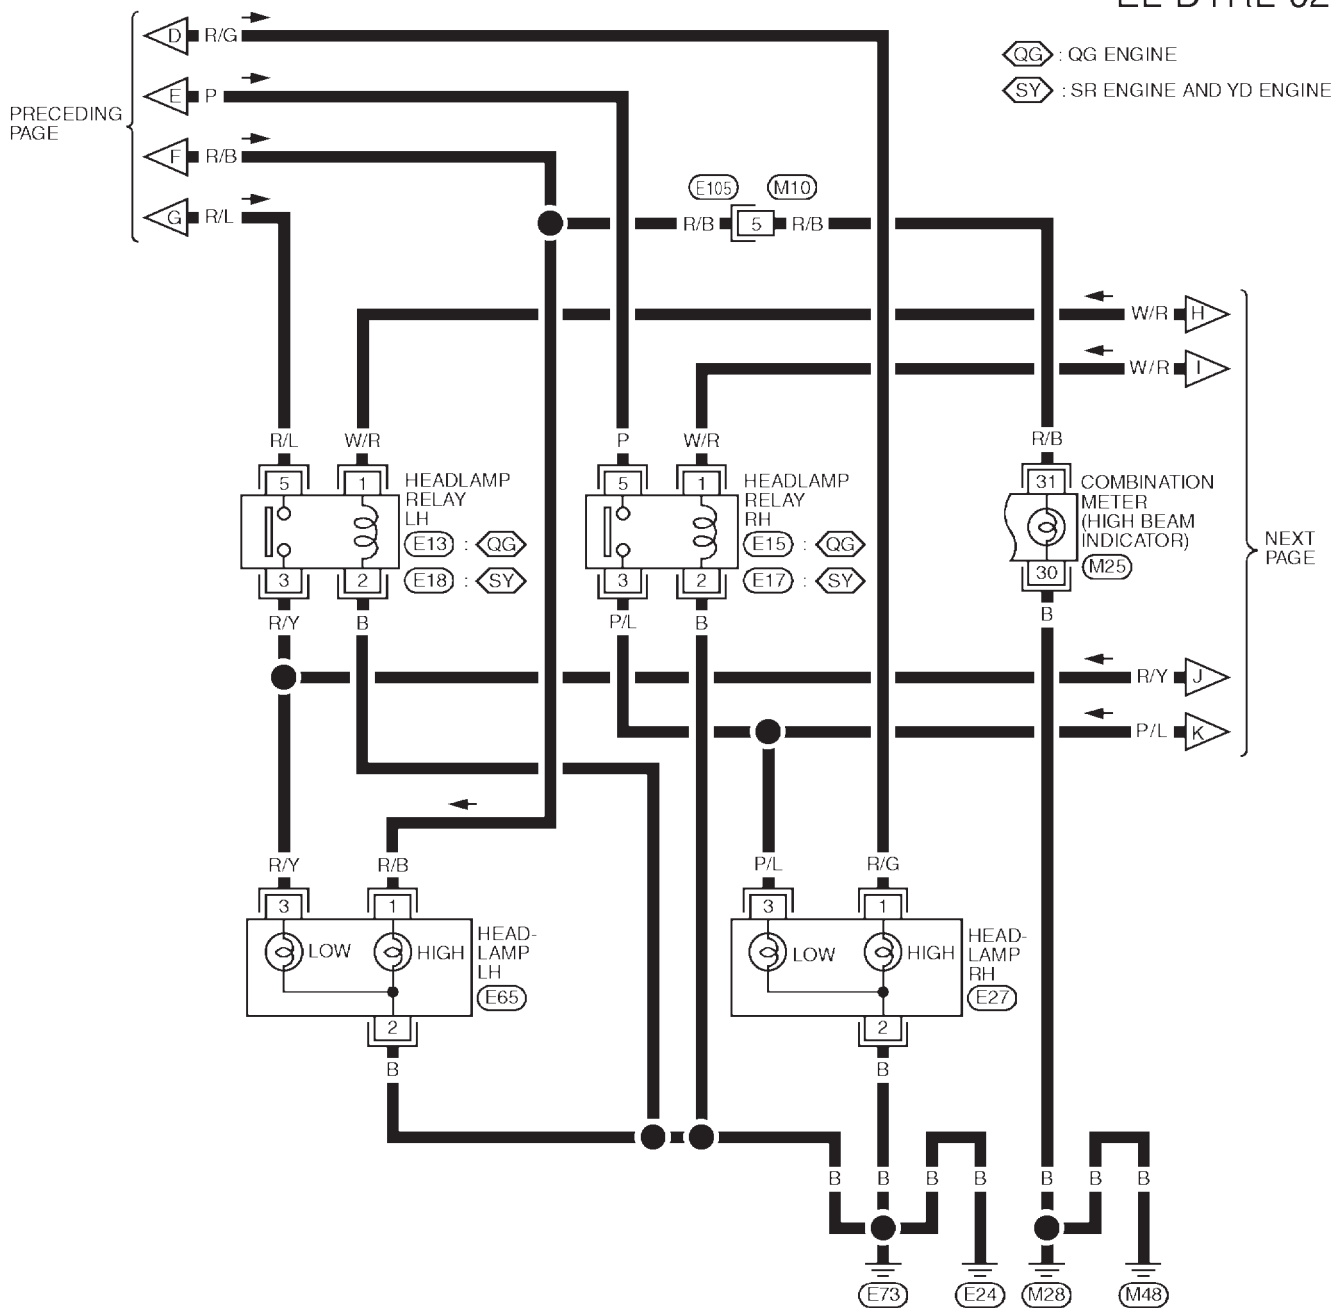 D R/G
QG : QG ENGINE
E P
SY : SR ENGINE AND YD ENGINE
PRECEDING
PAGE
F R/B
E105 M10
G R/L
R/B 5 R/B
W/R H
W/R I
R/L W/R P W/R R/B
5 1 HEADLAMP
RELAY
LH
E13 : QG
E18 : SY
3 2
5 1 HEADLAMP
RELAY
RH
E15 : QG
E17 : SY
3 2
31 COMBINATION
METER
(HIGH BEAM
INDICATOR)
M25
30
NEXT
PAGE
R/Y B P/L B B
R/Y J
P/L K
R/Y R/B P/L R/G
3 1
LOW HIGH
HEAD-
LAMP
LH
E65
2
3 1
LOW HIGH
HEAD-
LAMP
RH
E27
2
B B
B B B B B B B
E73 E24 M28 M48